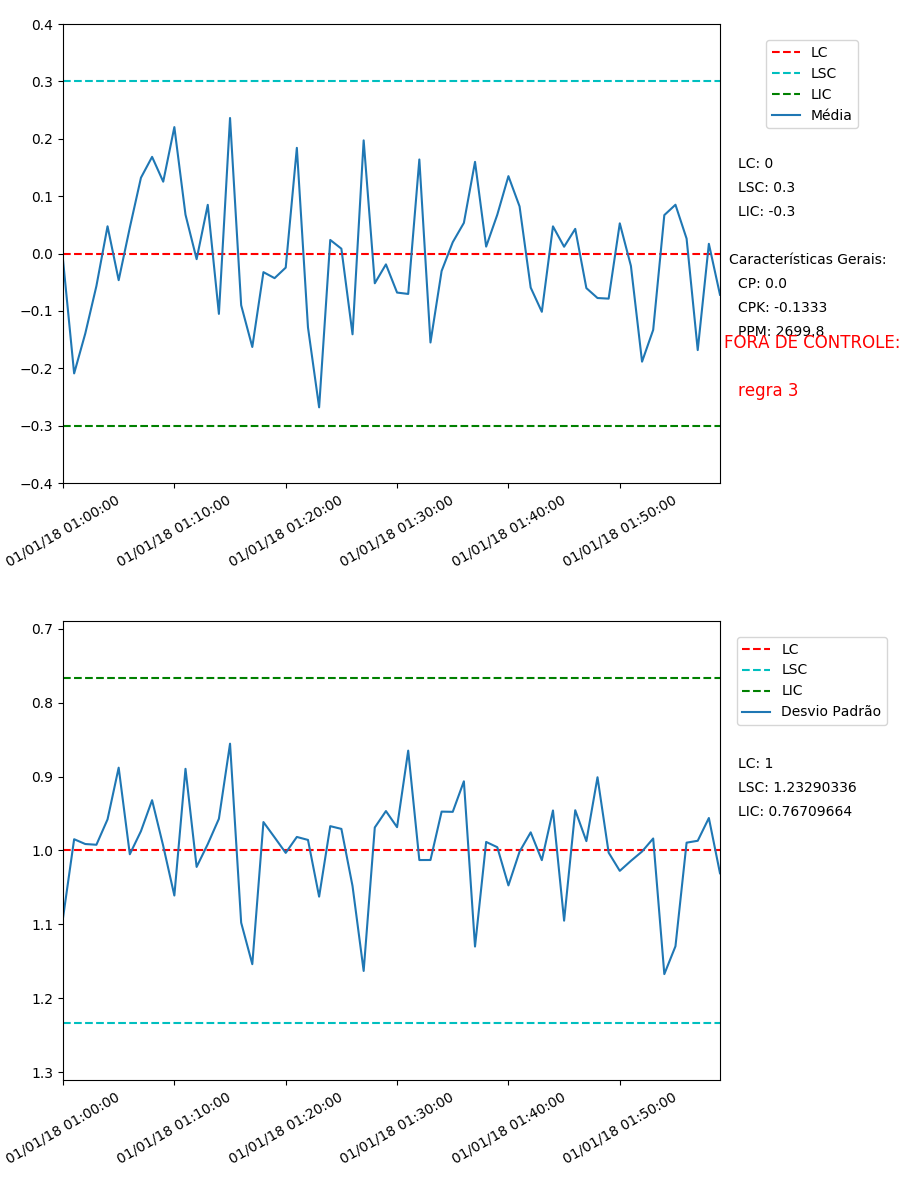 0.4
0.3
0.2
0.1
0.0
−0.1
−0.2
−0.3
−0.4
01/01/18 01:00:00
01/01/18 01:10:00
01/01/18 01:20:00
01/01/18 01:30:00
01/01/18 01:40:00
01/01/18 01:50:00
LC
LSC
LIC
Média
LC: 0
LSC: 0.3
LIC: -0.3
Características Gerais:
CP: 0.0
CPK: -0.1333
PPM: 2699.8
FORA DE CONTROLE:
regra 3
0.7
0.8
0.9
1.0
1.1
1.2
1.3
01/01/18 01:00:00
01/01/18 01:10:00
01/01/18 01:20:00
01/01/18 01:30:00
01/01/18 01:40:00
01/01/18 01:50:00
LC
LSC
LIC
Desvio Padrão
LC: 1
LSC: 1.23290336
LIC: 0.76709664